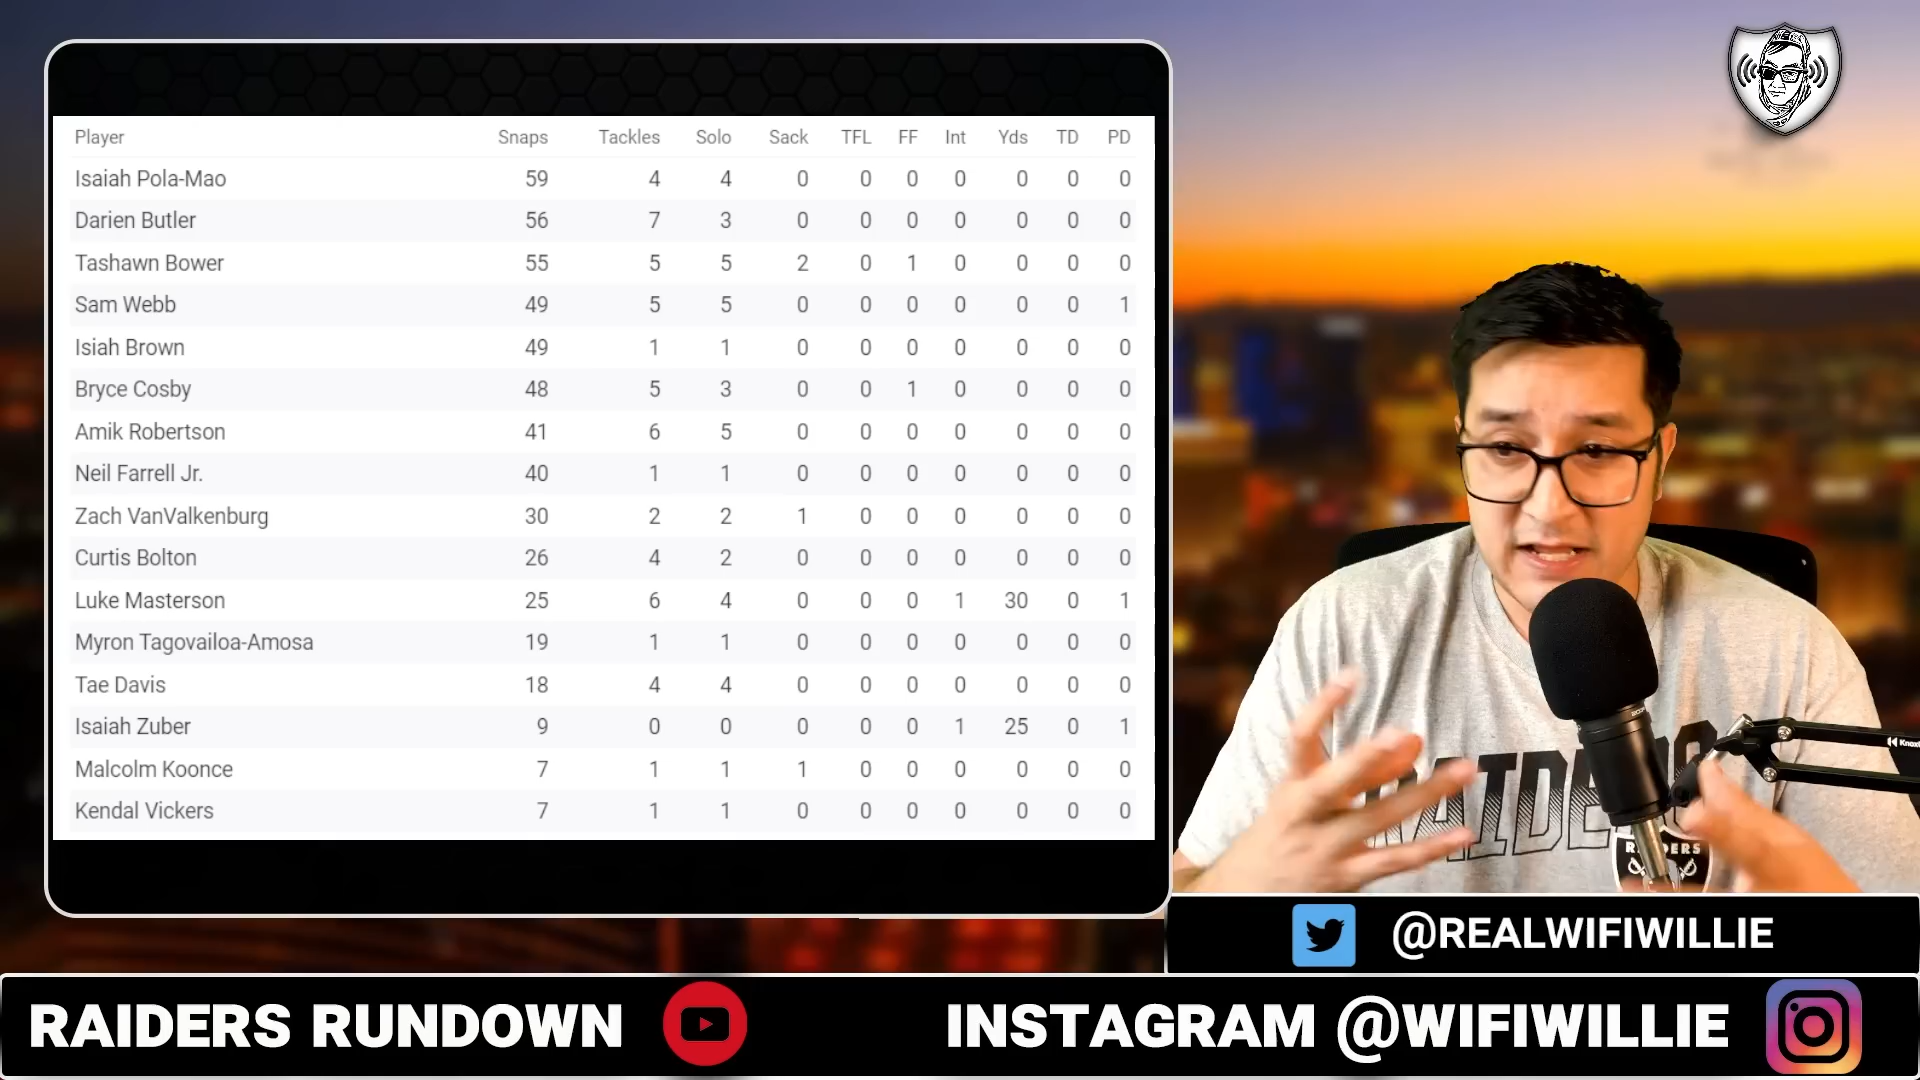 Player Snaps Tackles Solo Sack TFL FF Int Yds TD PD
Isaiah Pola-Mao 59 4 4 0 0 0 0 0 0 0
Darien Butler 56 7 3 0 0 0 0 0 0 0
Tashawn Bower 55 5 5 2 0 1 0 0 0 0
Sam Webb 49 5 5 0 0 0 0 0 0 1
Isiah Brown 49 1 1 0 0 0 0 0 0 0
Bryce Cosby 48 5 3 0 0 1 0 0 0 0
Amik Robertson 41 6 5 0 0 0 0 0 0 0
Neil Farrell Jr. 40 1 1 0 0 0 0 0 0 0
Zach VanValkenburg 30 2 2 1 0 0 0 0 0 0
Curtis Bolton 26 4 2 0 0 0 0 0 0 0
Luke Masterson 25 6 4 0 0 0 1 30 0 1
Myron Tagovailoa-Amosa 19 1 1 0 0 0 0 0 0 0
Tae Davis 18 4 4 0 0 0 0 0 0 0
Isaiah Zuber 9 0 0 0 0 0 1 25 0 1
Malcolm Koonce 7 1 1 1 0 0 0 0 0 0
Kendal Vickers 7 1 1 0 0 0 0 0 0 0
RAIDERS
RAIDERS
@REALWIFIWILLIE
RAIDERS RUNDOWN
INSTAGRAM @WIFIWILLIE